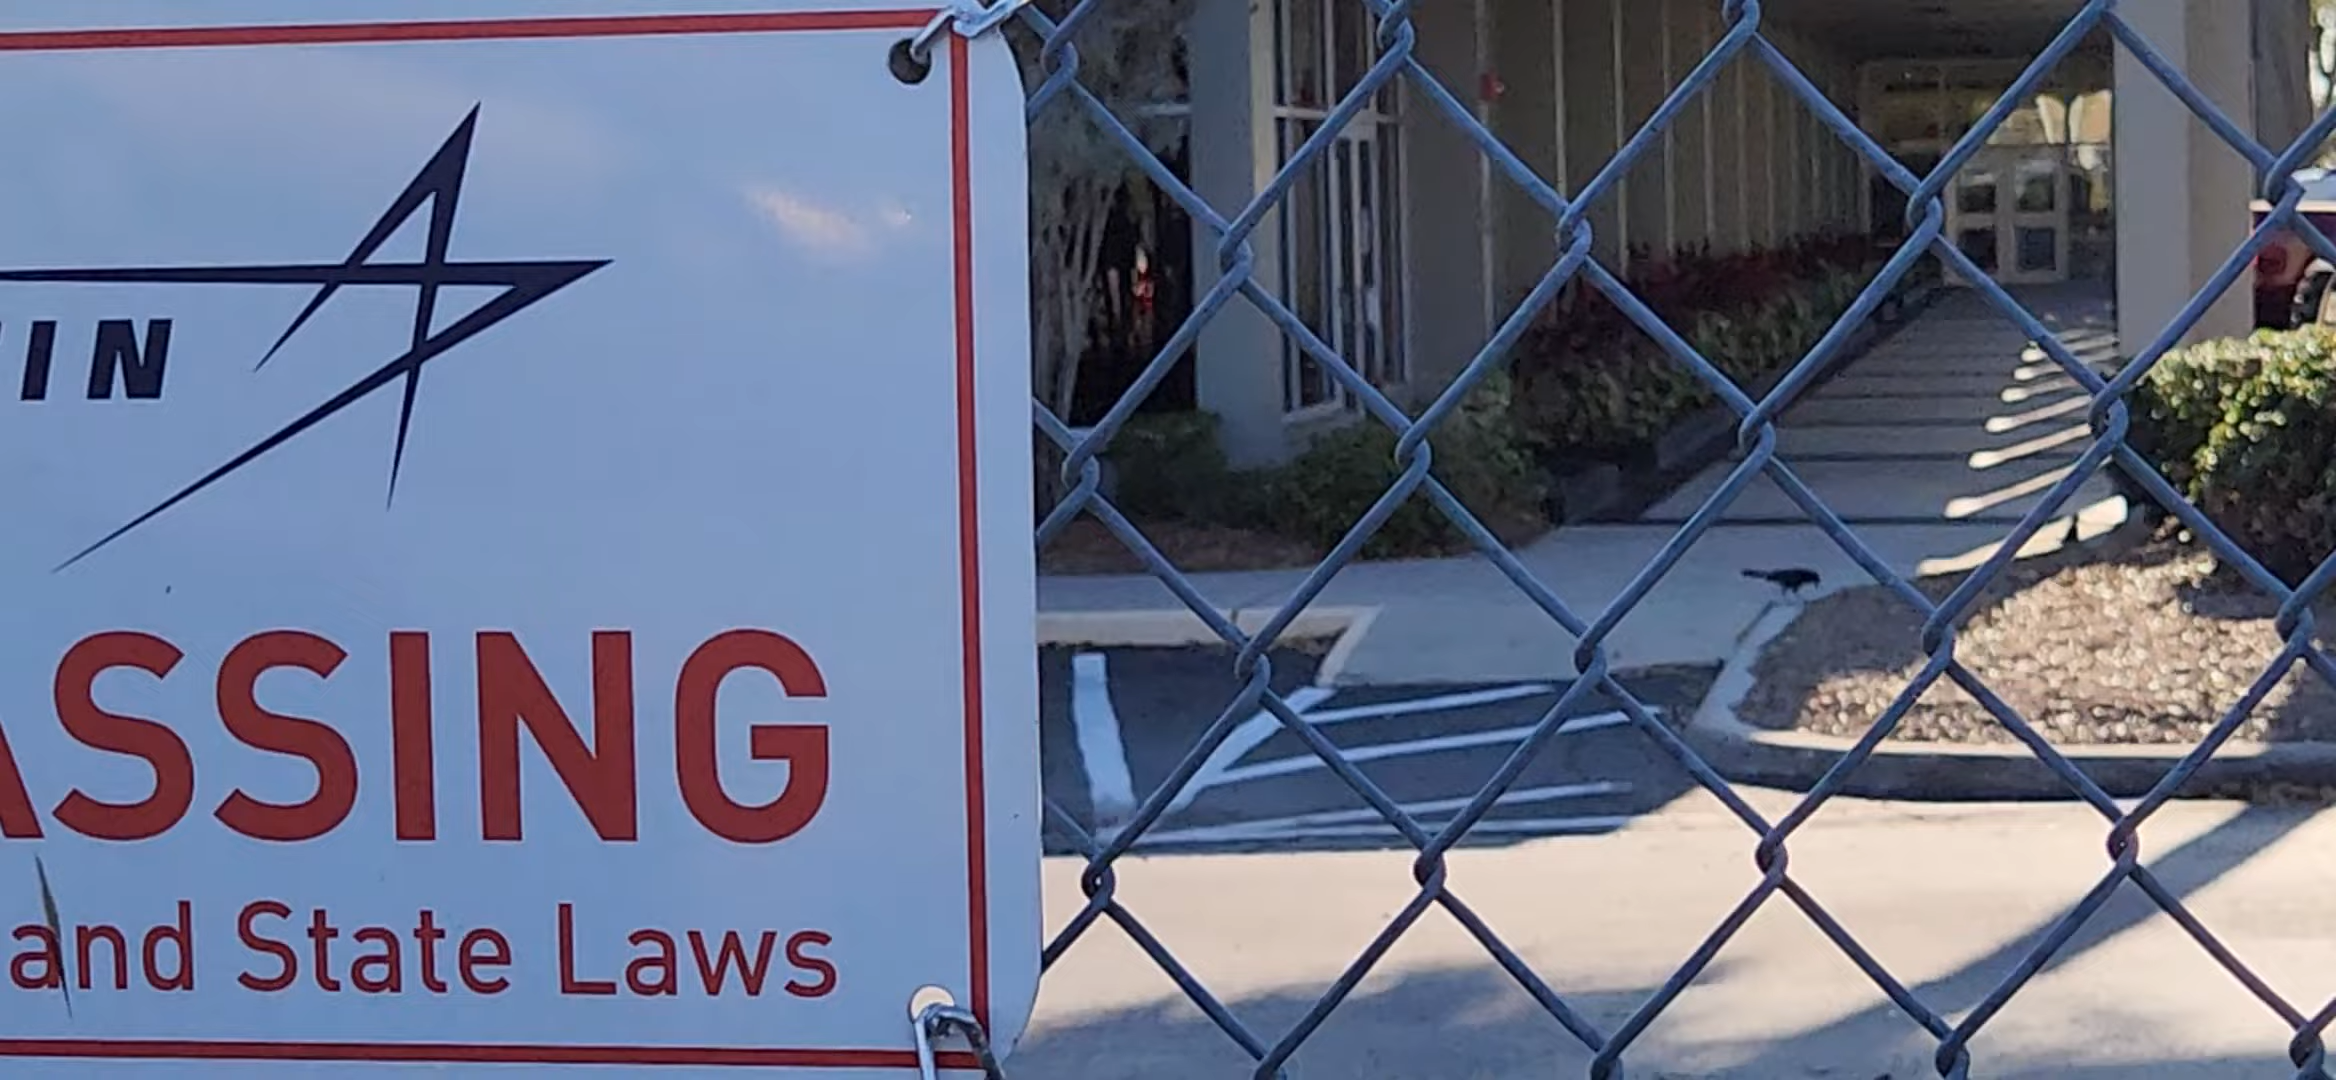 IN
ASSING
and State Laws